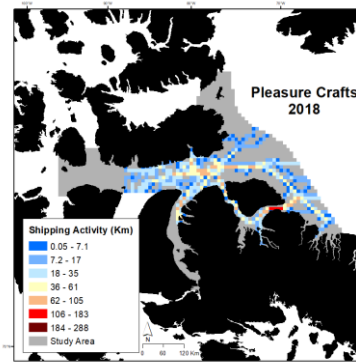 Pleasure Crafts
2018
Shipping Activity (Km)
0.05 - 7.1
7.2 - 17
18 - 35
36 - 61
62 - 105
106 - 183
184 - 288
Study Area
N
0 60 120 Km